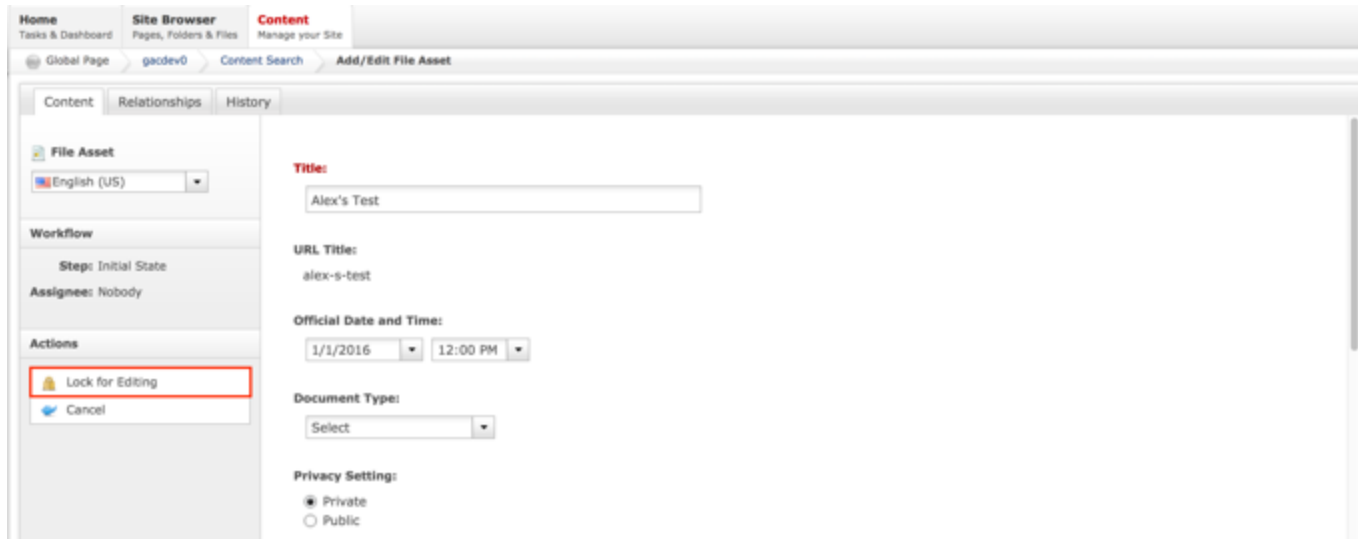 Home Site Browser Content
Tasks & Dashboard Pages, Folders & Files Manage your Site
Global Page gacdev0 Content Search Add/Edit File Asset
Content Relationships History
File Asset
English (US)
Workflow
Step: Initial State
Assignee: Nobody
Actions
Lock for Editing
Cancel
Title:
Alex's Test
URL Title:
alex-s-test
Official Date and Time:
1/1/2016 12:00 PM
Document Type:
Select
Privacy Setting:
Private
Public